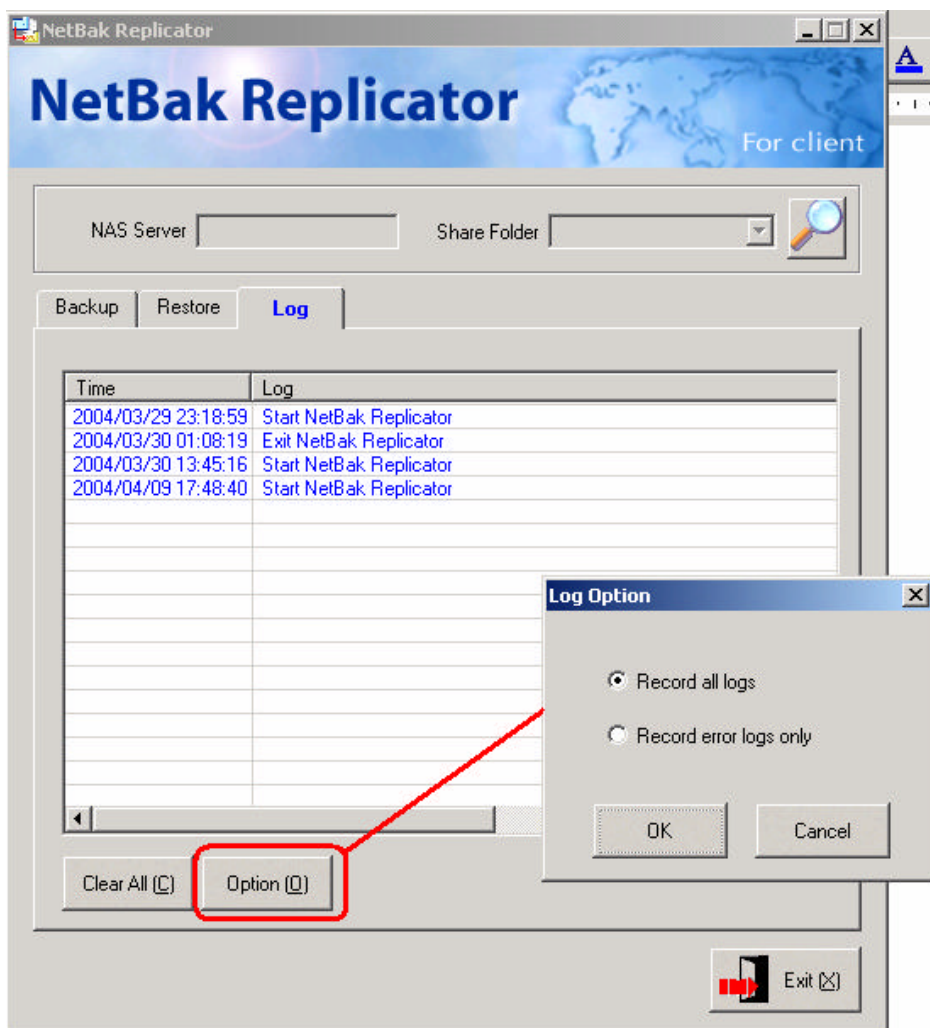 NetBak Replicator
NetBak Replicator
For client
A
NAS Server
Share Folder
Backup
Restore
Log
Time Log
2004/03/29 23:18:59 Start NetBak Replicator
2004/03/30 01:08:19 Exit NetBak Replicator
2004/03/30 13:45:16 Start NetBak Replicator
2004/04/09 17:48:40 Start NetBak Replicator
Log Option
Record all logs
Record error logs only
OK
Cancel
Clear All (C)
Option (O)
Exit (X)